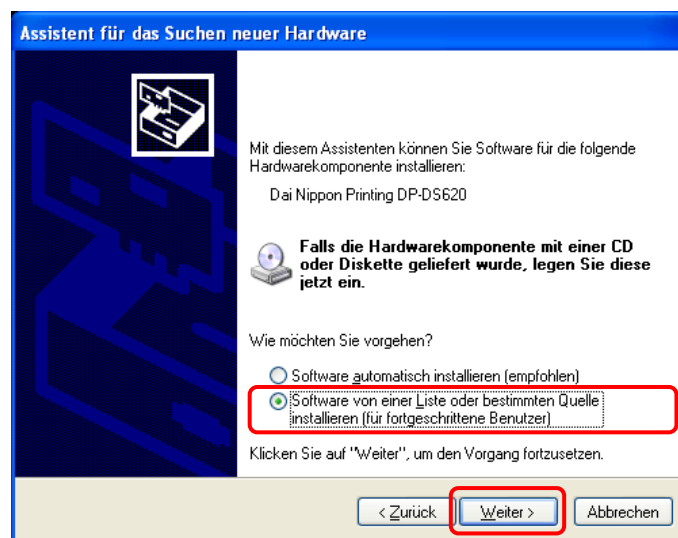 Assistent für das Suchen neuer Hardware
Mit diesem Assistenten können Sie Software für die folgende
Hardwarekomponente installieren:
Dai Nippon Printing DP-DS620
Falls die Hardwarekomponente mit einer CD
oder Diskette geliefert wurde, legen Sie diese
jetzt ein.
Wie möchten Sie vorgehen?
Software automatisch installieren (empfohlen)
Software von einer Liste oder bestimmten Quelle
installieren (für fortgeschrittene Benutzer)
Klicken Sie auf "Weiter", um den Vorgang fortzusetzen.
< Zurück Weiter > Abbrechen